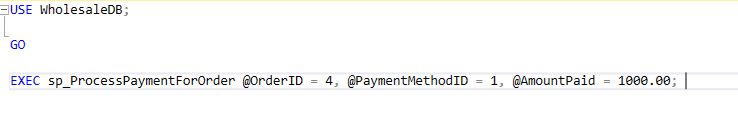 USE WholesaleDB;
GO
EXEC sp_ProcessPaymentForOrder @OrderID = 4, @PaymentMethodID = 1, @AmountPaid = 1000.00;